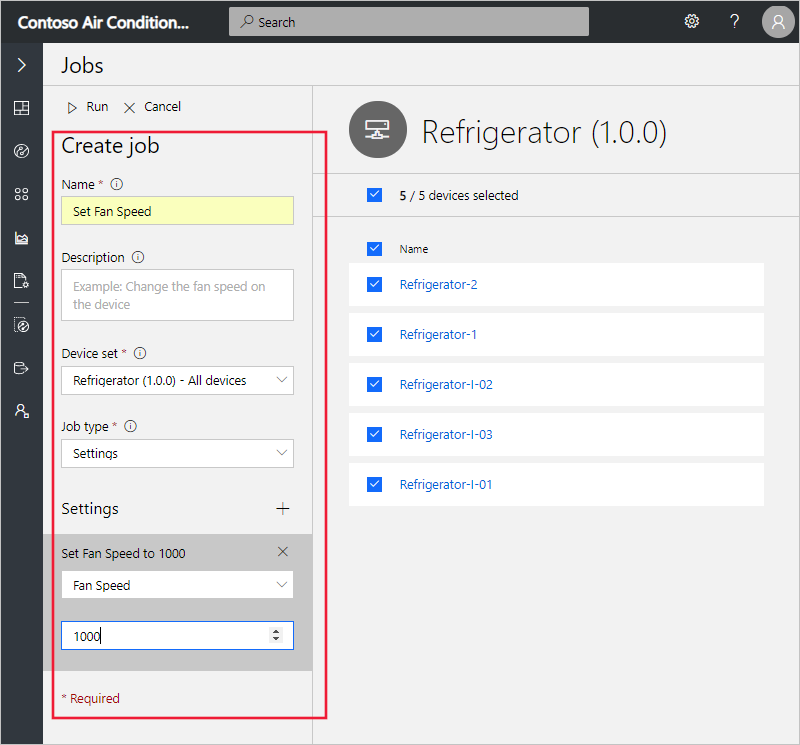 Contoso Air Condition...
Search
?
Jobs
Run
Cancel
Create job
Name *
Set Fan Speed
Description
Example: Change the fan speed on
the device
Device set *
Refrigerator (1.0.0) - All devices
Job type *
Settings
Settings
Set Fan Speed to 1000
Fan Speed
1000
* Required
Refrigerator (1.0.0)
5 / 5 devices selected
Name
Refrigerator-2
Refrigerator-1
Refrigerator-I-02
Refrigerator-I-03
Refrigerator-I-01